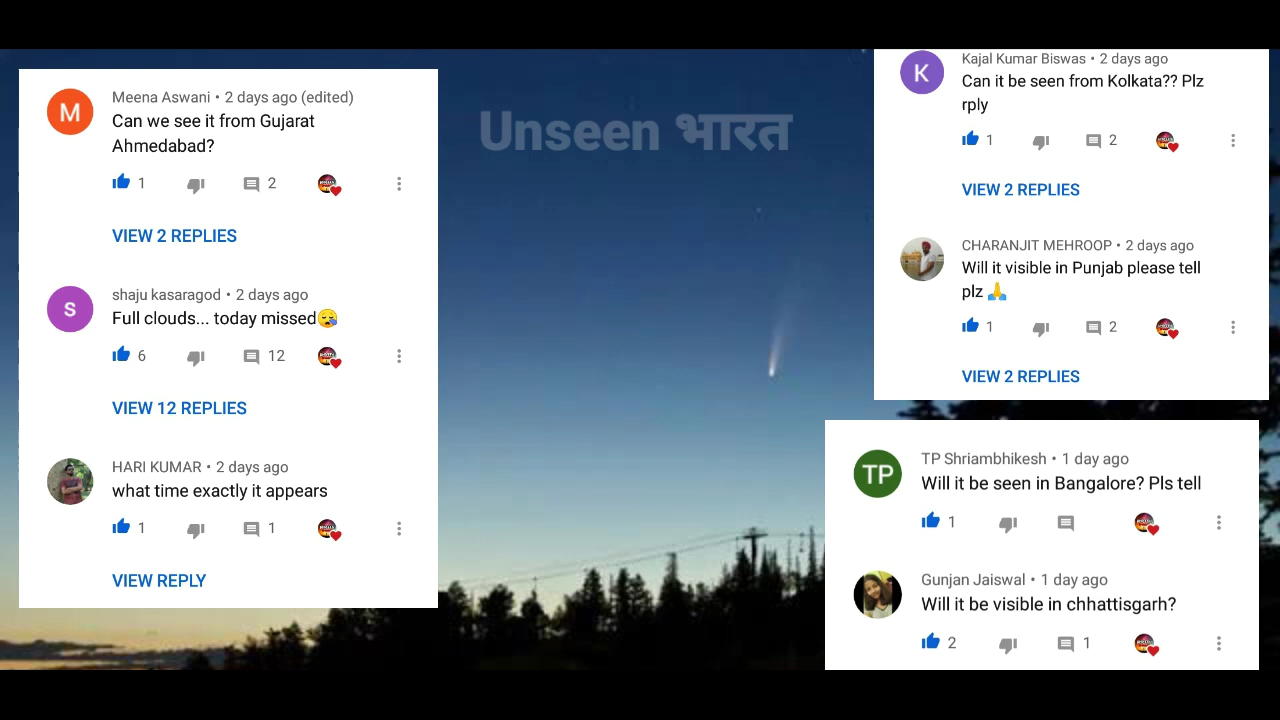 Meena Aswani • 2 days ago (edited)
Can we see it from Gujarat
Ahmedabad?
1 2
VIEW 2 REPLIES
S
shaju kasaragod • 2 days ago
Full clouds... today missed😪
6 12
VIEW 12 REPLIES
HARI KUMAR • 2 days ago
what time exactly it appears
1 1
VIEW REPLY
M
Unseen भारत
K
Kajal Kumar Biswas • 2 days ago
Can it be seen from Kolkata?? Plz
rply
1 2
VIEW 2 REPLIES
CHARANJIT MEHROOP • 2 days ago
Will it visible in Punjab please tell
plz 🙏
1 2
VIEW 2 REPLIES
TP
TP Shriambhikesh • 1 day ago
Will it be seen in Bangalore? Pls tell
1
Gunjan Jaiswal • 1 day ago
Will it be visible in chhattisgarh?
2 1